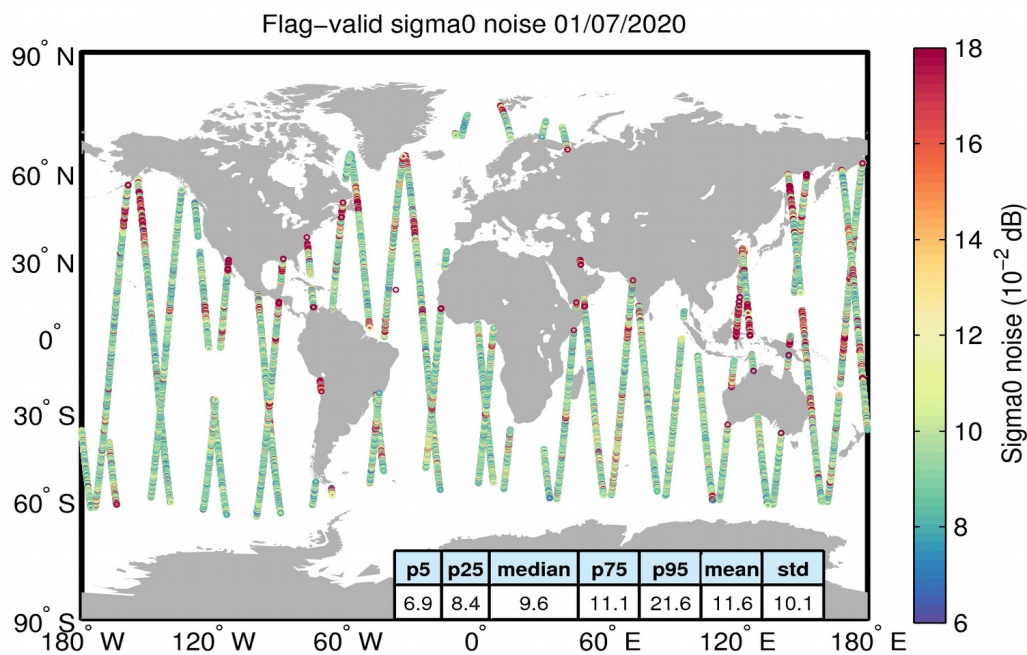 Flag−valid sigma0 noise 01/07/2020
90° N
60° N
30° N
0°
30° S
60° S
90° S
180° W
120° W
60° W
0°
60° E
120° E
180° E
p5 p25 median p75 p95 mean std
6.9 8.4 9.6 11.1 21.6 11.6 10.1
18
16
14
12
10
8
6
Sigma0 noise (10⁻² dB)